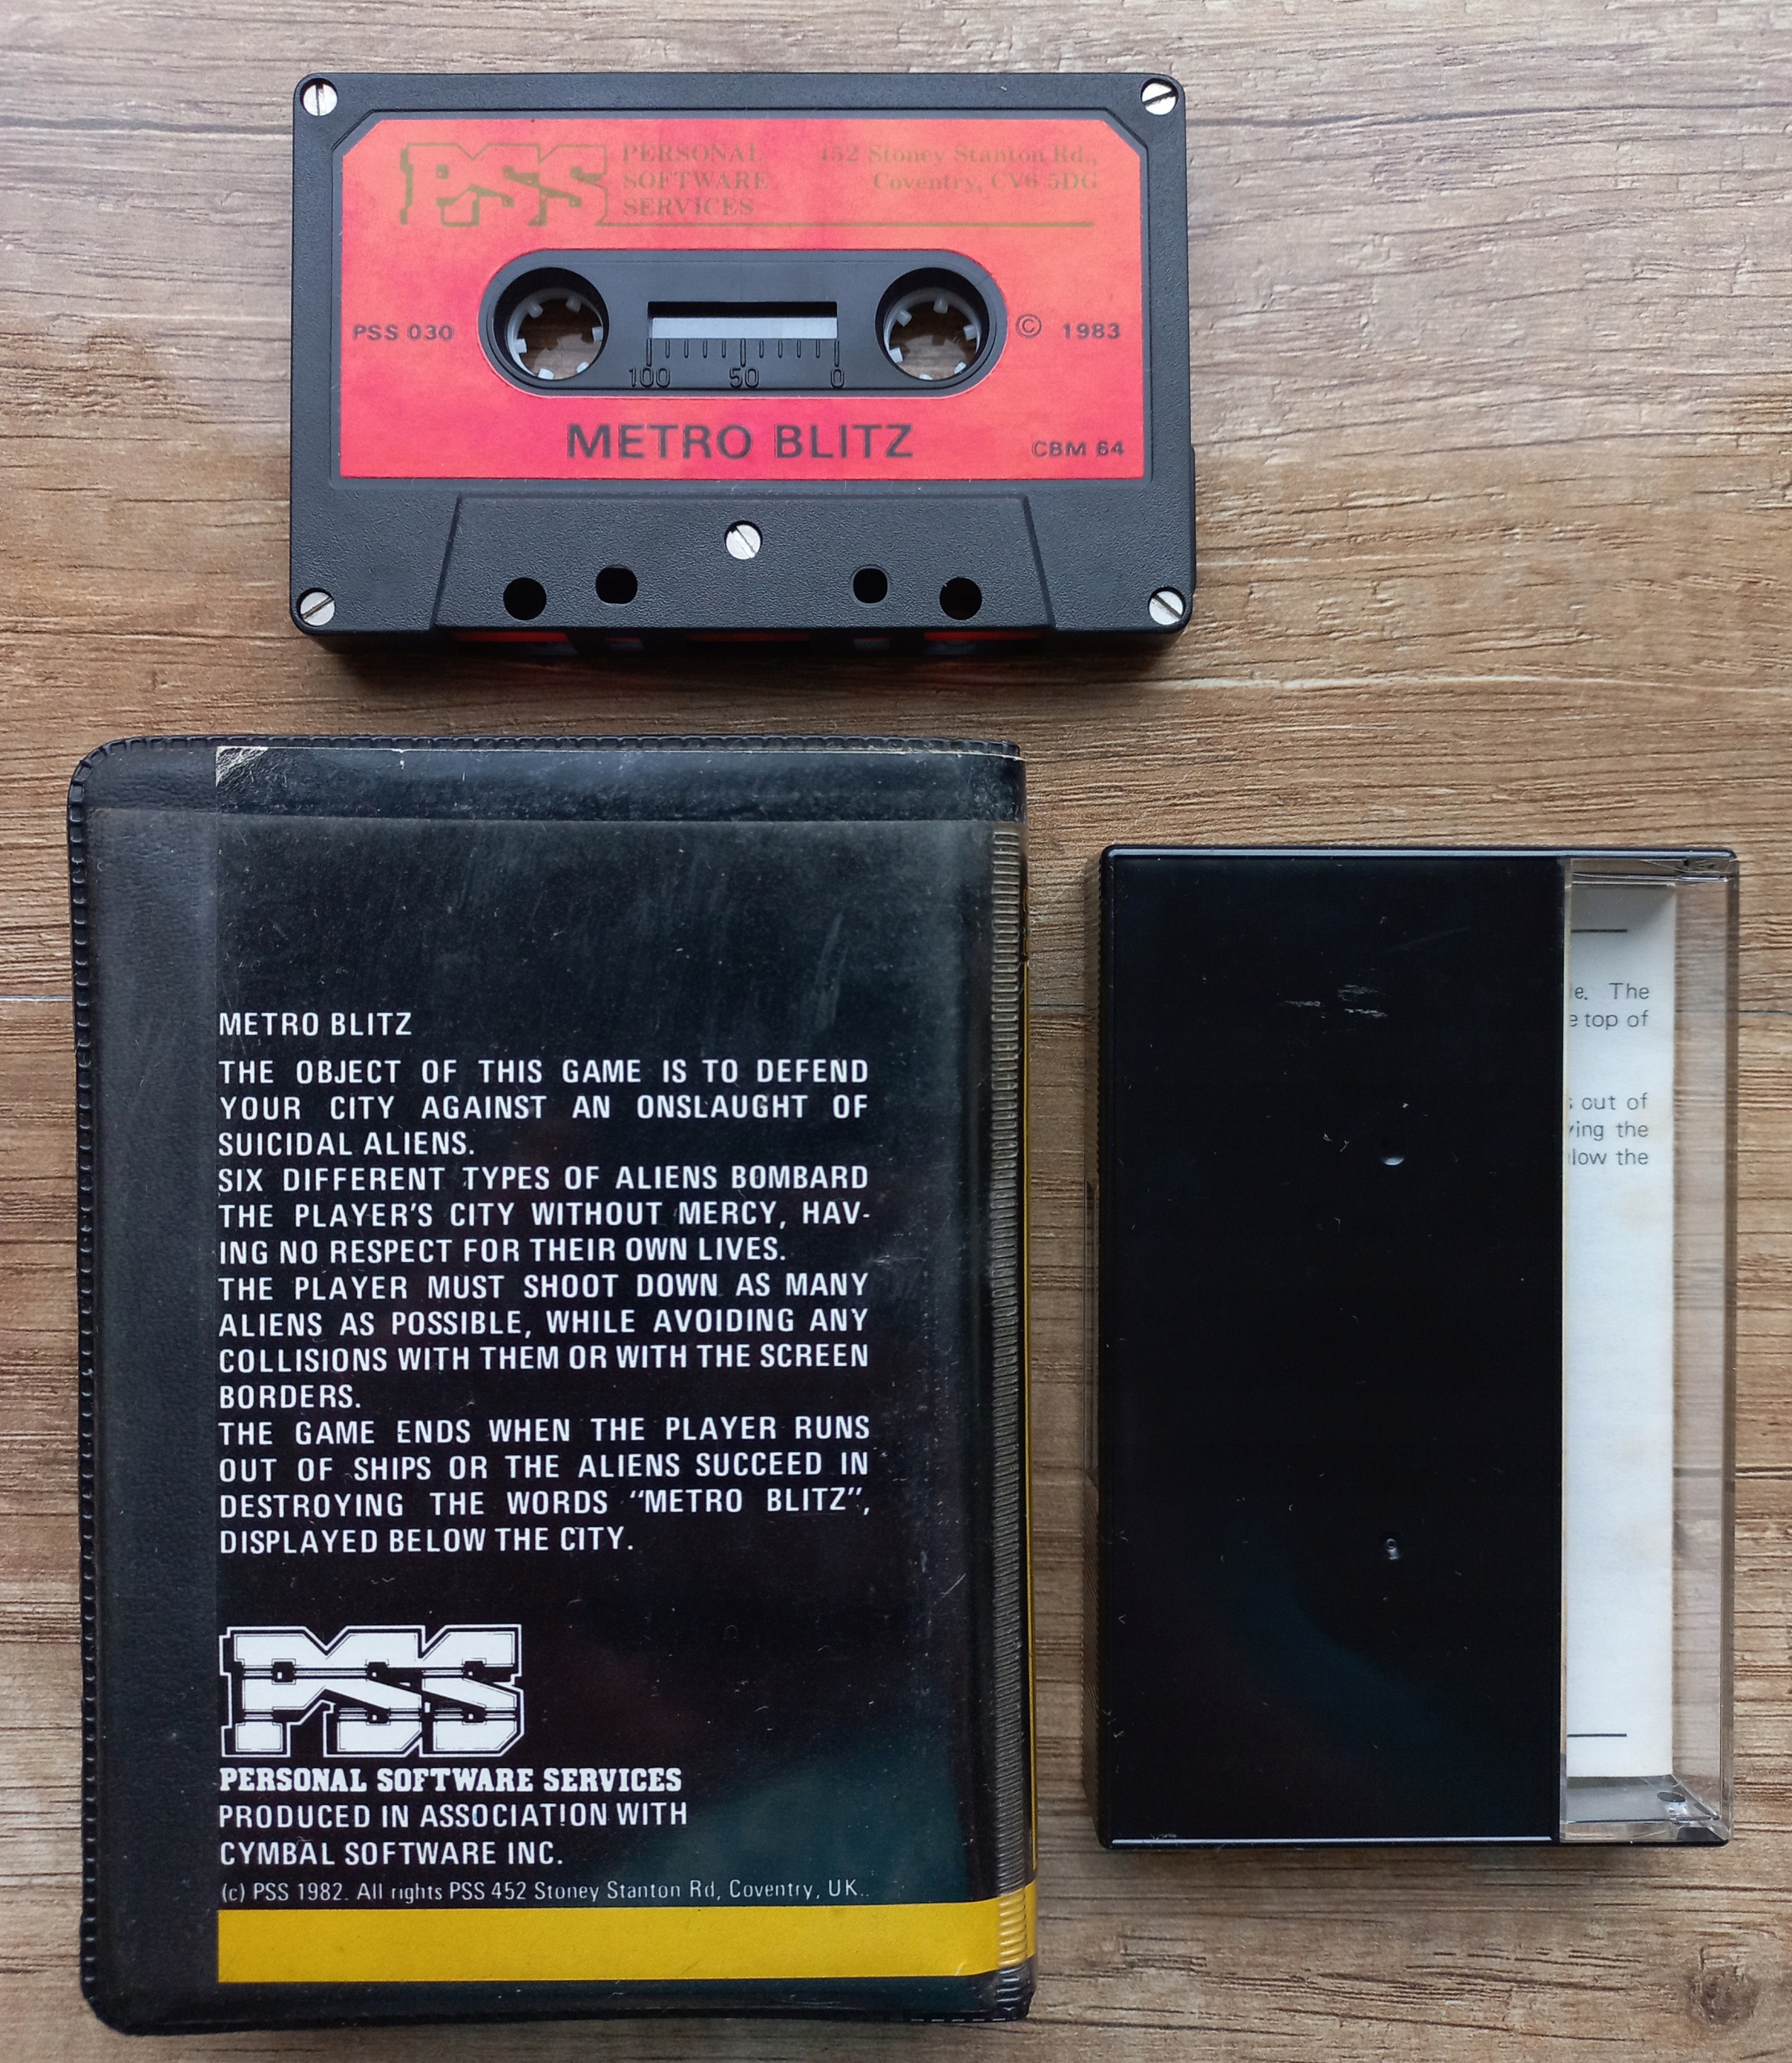 PSS
PERSONAL
SOFTWARE
SERVICES
452 Stoney Stanton Rd.,
Coventry, CV6 5DG
PSS 030
100 50 0
© 1983
METRO BLITZ
CBM 64
METRO BLITZ
THE OBJECT OF THIS GAME IS TO DEFEND
YOUR CITY AGAINST AN ONSLAUGHT OF
SUICIDAL ALIENS.
SIX DIFFERENT TYPES OF ALIENS BOMBARD
THE PLAYER'S CITY WITHOUT MERCY, HAV-
ING NO RESPECT FOR THEIR OWN LIVES.
THE PLAYER MUST SHOOT DOWN AS MANY
ALIENS AS POSSIBLE, WHILE AVOIDING ANY
COLLISIONS WITH THEM OR WITH THE SCREEN
BORDERS.
THE GAME ENDS WHEN THE PLAYER RUNS
OUT OF SHIPS OR THE ALIENS SUCCEED IN
DESTROYING THE WORDS “METRO BLITZ”,
DISPLAYED BELOW THE CITY.
PSS
PERSONAL SOFTWARE SERVICES
PRODUCED IN ASSOCIATION WITH
CYMBAL SOFTWARE INC.
(c) PSS 1982. All rights PSS 452 Stoney Stanton Rd, Coventry, UK..
The
top of
out of
the
the